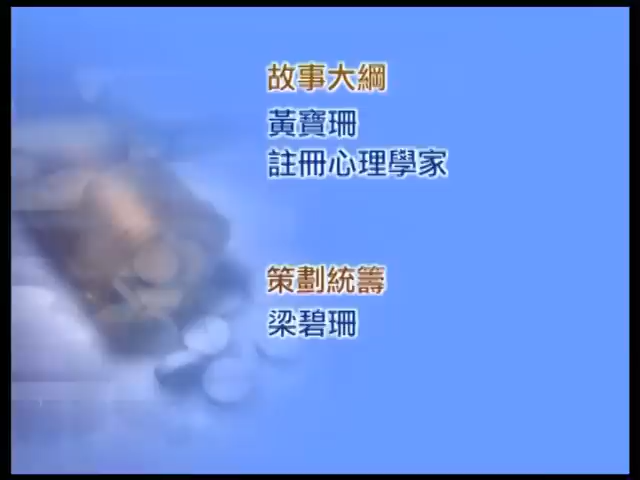 故事大綱
黃寶珊
註冊心理學家
策劃統籌
梁碧珊